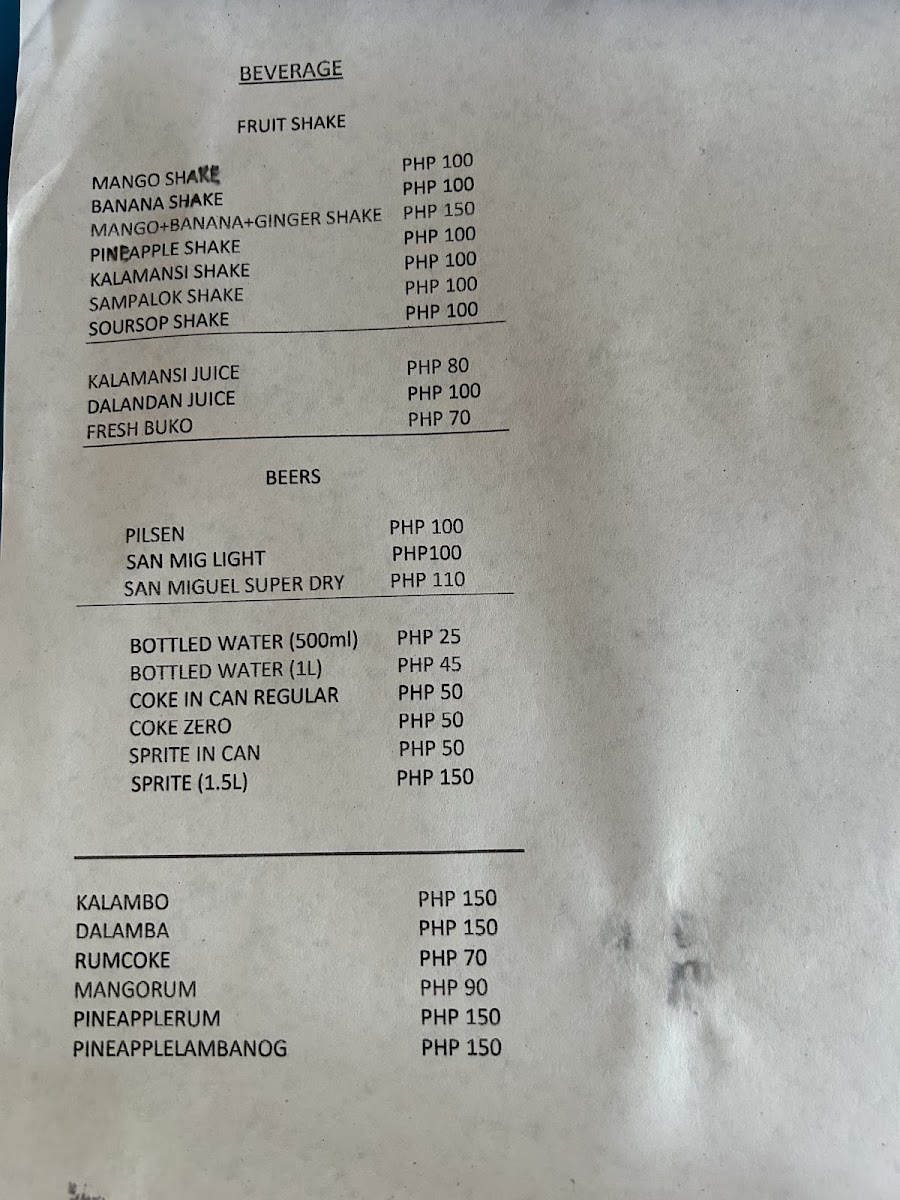 BEVERAGE
FRUIT SHAKE
MANGO SHAKE PHP 100
BANANA SHAKE PHP 100
MANGO+BANANA+GINGER SHAKE PHP 150
PINEAPPLE SHAKE PHP 100
KALAMANSI SHAKE PHP 100
SAMPALOK SHAKE PHP 100
SOURSOP SHAKE PHP 100
KALAMANSI JUICE PHP 80
DALANDAN JUICE PHP 100
FRESH BUKO PHP 70
BEERS
PILSEN PHP 100
SAN MIG LIGHT PHP100
SAN MIGUEL SUPER DRY PHP 110
BOTTLED WATER (500ml) PHP 25
BOTTLED WATER (1L) PHP 45
COKE IN CAN REGULAR PHP 50
COKE ZERO PHP 50
SPRITE IN CAN PHP 50
SPRITE (1.5L) PHP 150
KALAMBO PHP 150
DALAMBA PHP 150
RUMCOKE PHP 70
MANGORUM PHP 90
PINEAPPLERUM PHP 150
PINEAPPLELAMBANOG PHP 150